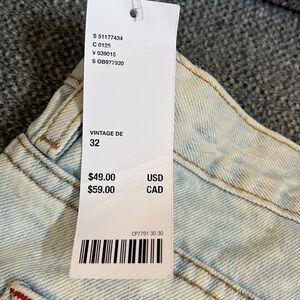 S 51177434
C 0125
V 039015
S OB977920
VINTAGE DE
32
$49.00 USD
$59.00 CAD
CP7791 30 30